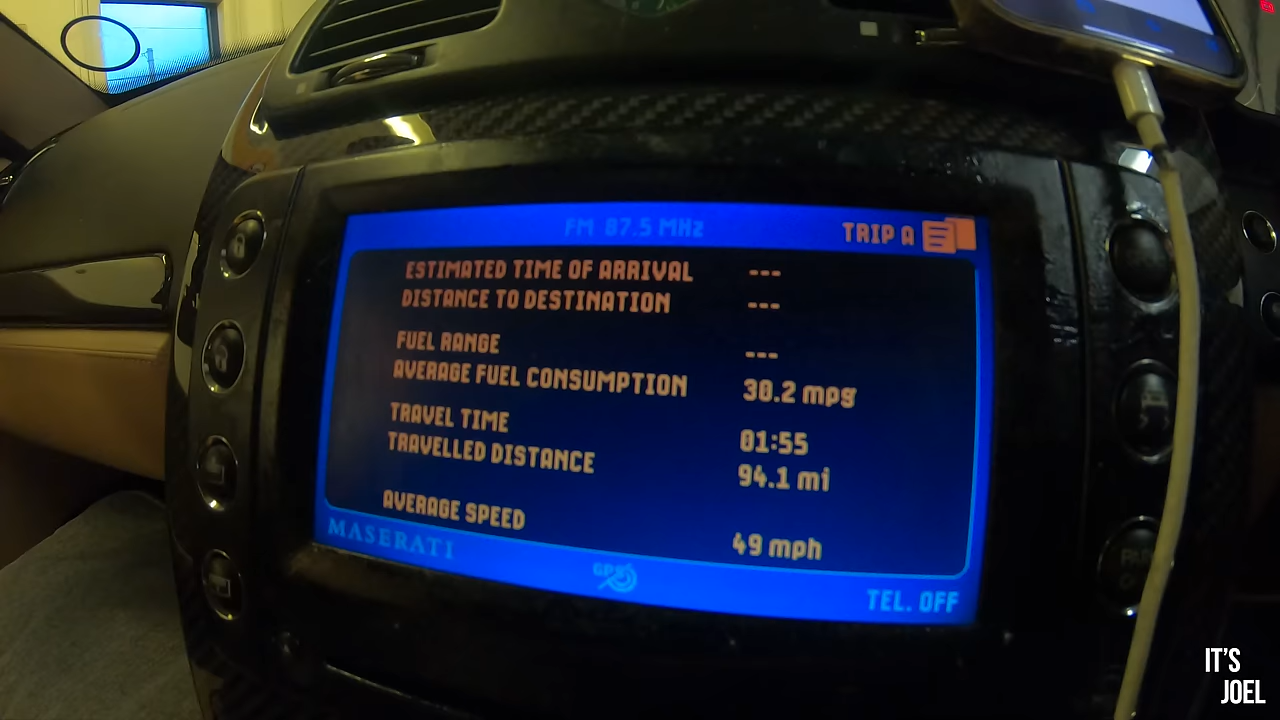 FM 87.5 MHz
TRIP A
ESTIMATED TIME OF ARRIVAL ---
DISTANCE TO DESTINATION ---
FUEL RANGE ---
AVERAGE FUEL CONSUMPTION 30.2 mpg
TRAVEL TIME 01:55
TRAVELLED DISTANCE 94.1 mi
AVERAGE SPEED 49 mph
MASERATI
GPS
TEL. OFF
IT'S
JOEL